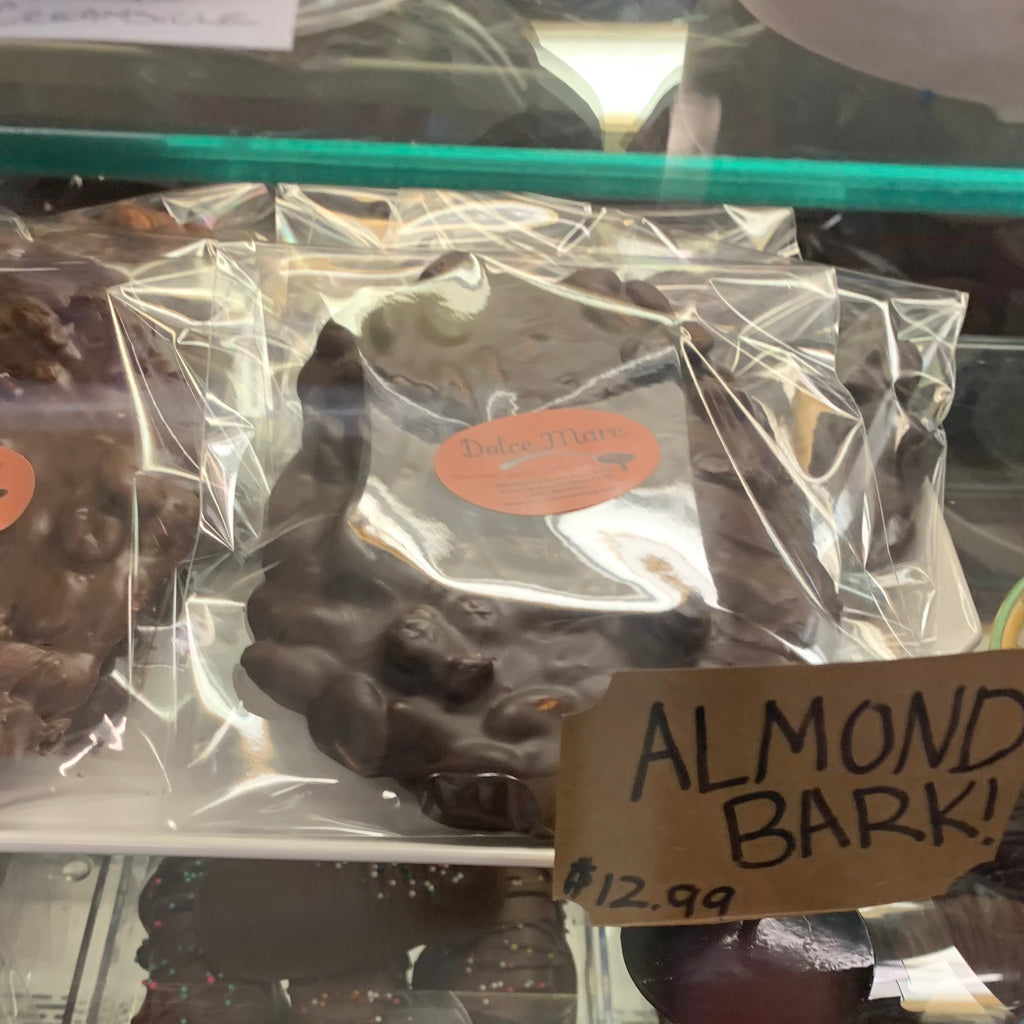 Dolce Mare
ALMOND
BARK!
$12.99